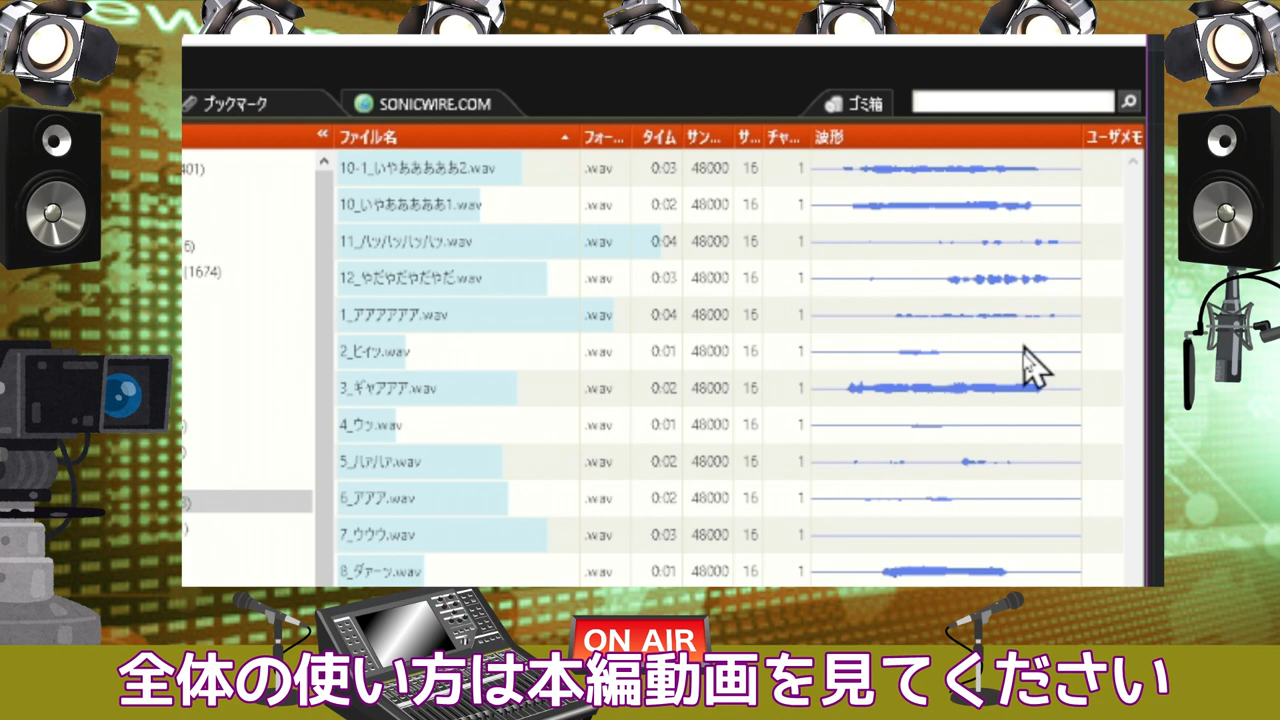 ew
ブックマーク
SONICWIRE.COM
ゴミ箱
« ファイル名 フォー... タイム サン... サ... チャ... 波形 ユーザメモ
401)
6)
(1674)
10-1_いやあああああ2.wav .wav 0:03 48000 16 1
10_いやあああああ1.wav .wav 0:02 48000 16 1
11_ハッハッハッハッ.wav .wav 0:04 48000 16 1
12_やだやだやだやだ.wav .wav 0:03 48000 16 1
1_アアアアアア.wav .wav 0:04 48000 16 1
2_ヒイッ.wav .wav 0:01 48000 16 1
3_ギャアアア.wav .wav 0:02 48000 16 1
4_ウッ.wav .wav 0:01 48000 16 1
5_ハァハァ.wav .wav 0:02 48000 16 1
6_アアア.wav .wav 0:02 48000 16 1
7_ウウウ.wav .wav 0:03 48000 16 1
8_ダァーッ.wav .wav 0:01 48000 16 1
ON AIR
全体の使い方は本編動画を見てください